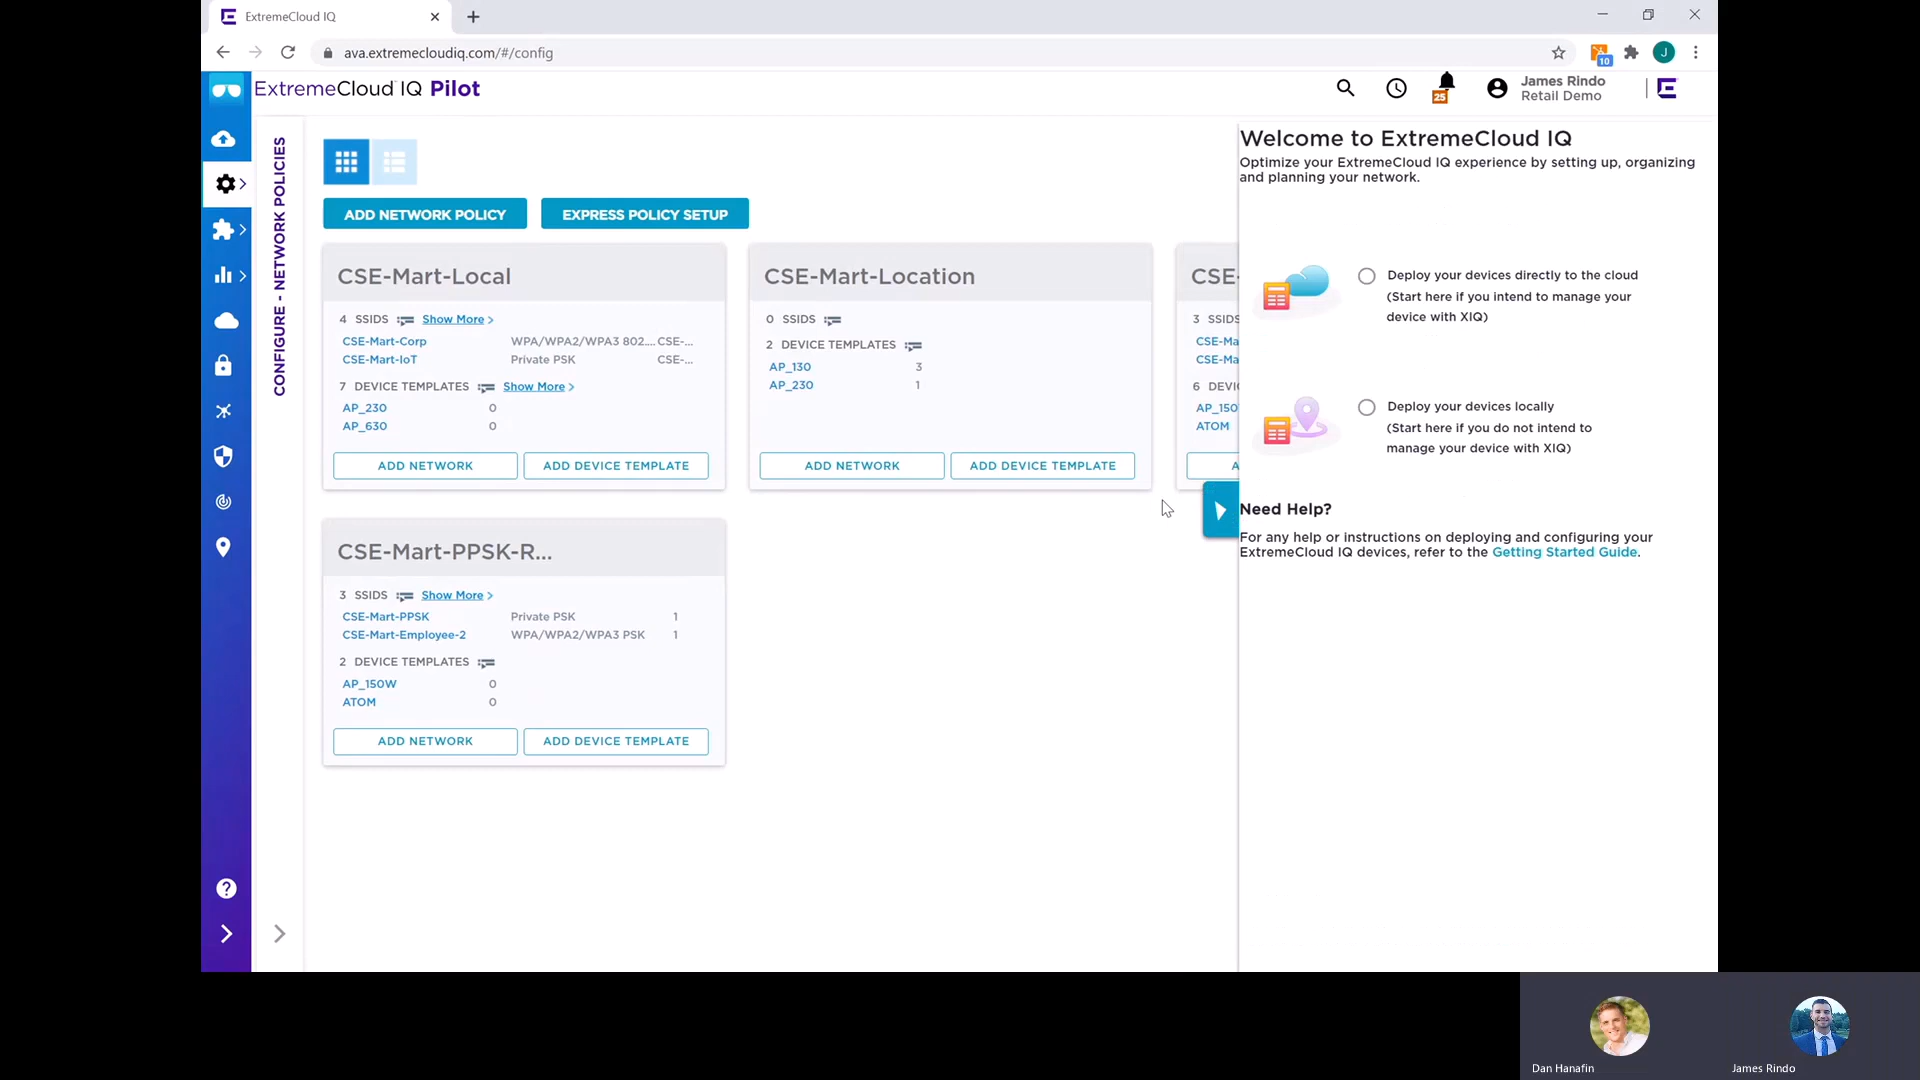 ExtremeCloud IQ
ava.extremecloudiq.com/#/config
10
J
ExtremeCloud IQ Pilot
25
James Rindo
Retail Demo
CONFIGURE - NETWORK POLICIES
ADD NETWORK POLICY
EXPRESS POLICY SETUP
CSE-Mart-Local
4 SSIDS Show More >
CSE-Mart-Corp WPA/WPA2/WPA3 802.... CSE-...
CSE-Mart-IoT Private PSK CSE-...
7 DEVICE TEMPLATES Show More >
AP_230 0
AP_630 0
ADD NETWORK ADD DEVICE TEMPLATE
CSE-Mart-Location
0 SSIDS
2 DEVICE TEMPLATES
AP_130 3
AP_230 1
ADD NETWORK ADD DEVICE TEMPLATE
CSE-
3 SSIDS
CSE-Ma
CSE-Ma
6 DEVIC
AP_150
ATOM
A
CSE-Mart-PPSK-R...
3 SSIDS Show More >
CSE-Mart-PPSK Private PSK 1
CSE-Mart-Employee-2 WPA/WPA2/WPA3 PSK 1
2 DEVICE TEMPLATES
AP_150W 0
ATOM 0
ADD NETWORK ADD DEVICE TEMPLATE
Welcome to ExtremeCloud IQ
Optimize your ExtremeCloud IQ experience by setting up, organizing
and planning your network.
Deploy your devices directly to the cloud
(Start here if you intend to manage your
device with XIQ)
Deploy your devices locally
(Start here if you do not intend to
manage your device with XIQ)
Need Help?
For any help or instructions on deploying and configuring your
ExtremeCloud IQ devices, refer to the Getting Started Guide.
Dan Hanafin
James Rindo